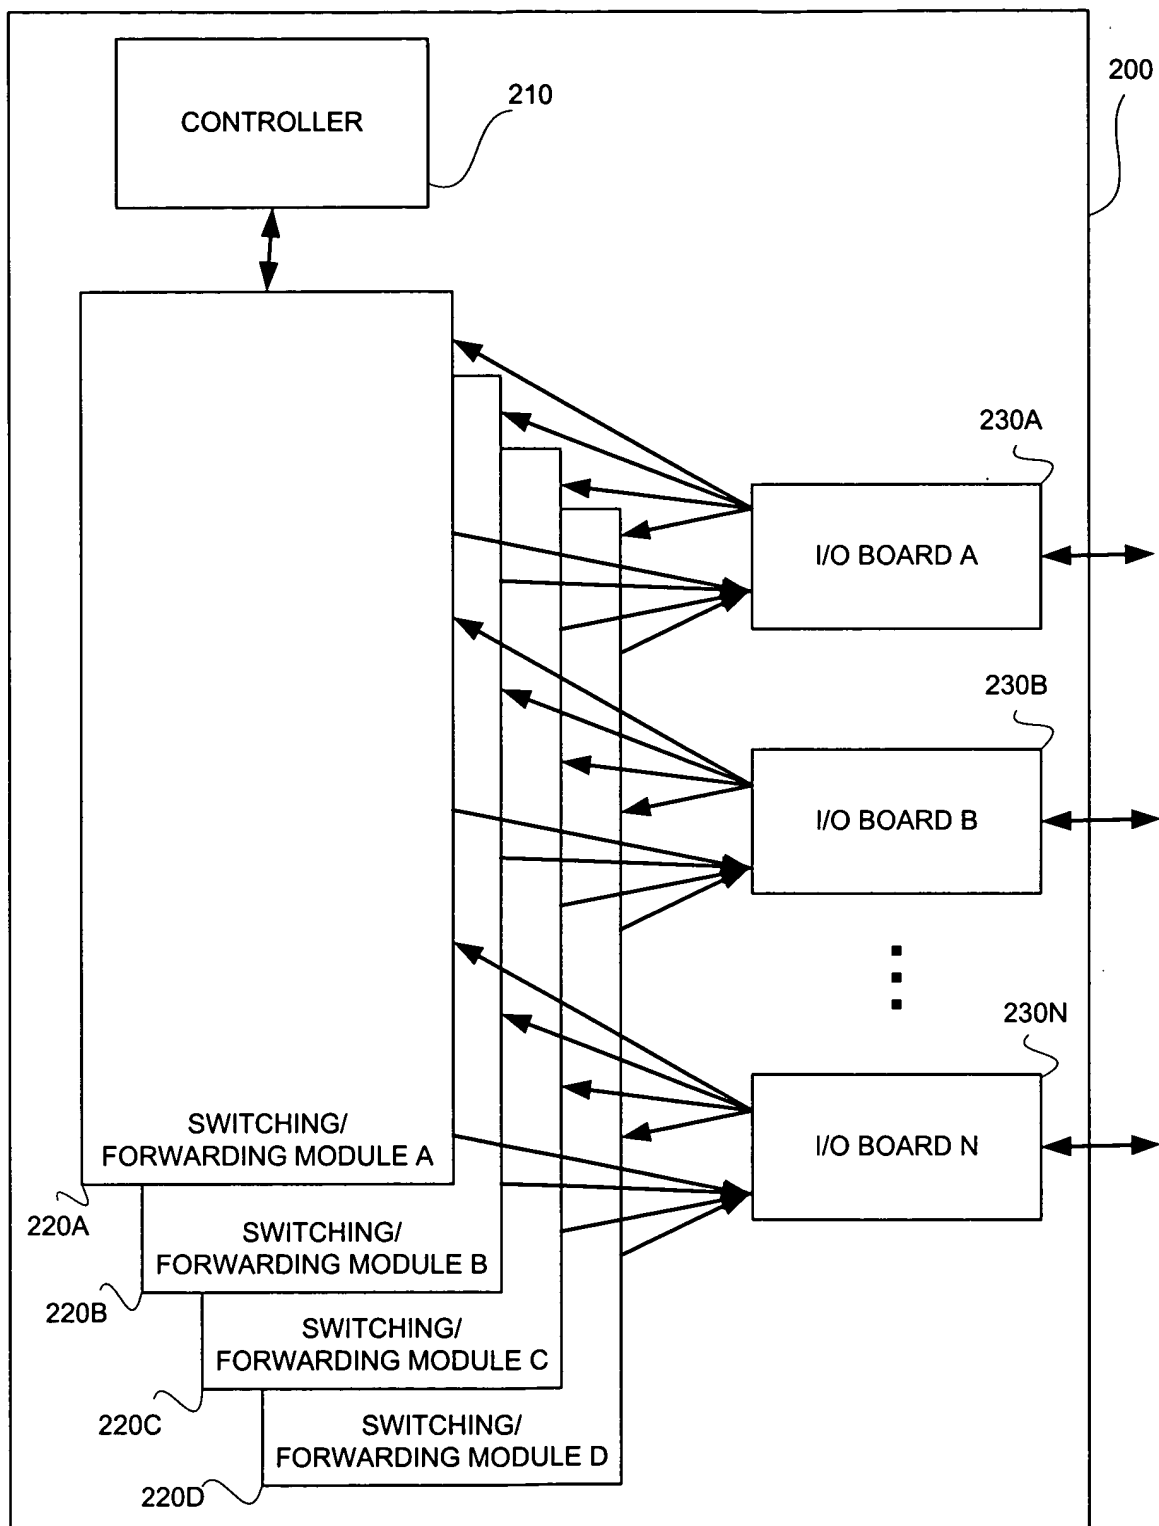 200
210
CONTROLLER
230A
I/O BOARD A
230B
I/O BOARD B
230N
I/O BOARD N
SWITCHING/
FORWARDING MODULE A
220A
SWITCHING/
FORWARDING MODULE B
220B
SWITCHING/
FORWARDING MODULE C
220C
SWITCHING/
FORWARDING MODULE D
220D